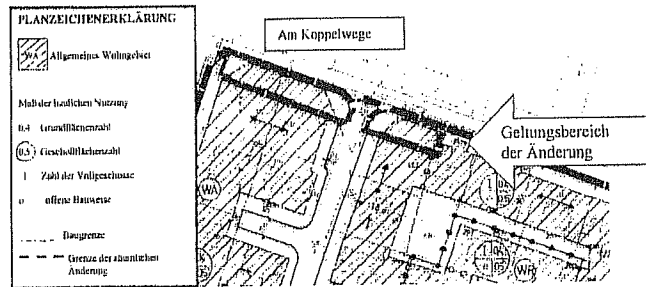 PLANZEICHENERKLÄRUNG
WA Allgemeines Wohngebiet
Maß der baulichen Nutzung
0,4 Grundflächenzahl
0,5 Geschoßflächenzahl
I Zahl der Vollgeschosse
o offene Bauweise
Baugrenze
Grenze der räumlichen
Änderung
Am Koppelwege
Geltungsbereich
der Änderung
WA
WR